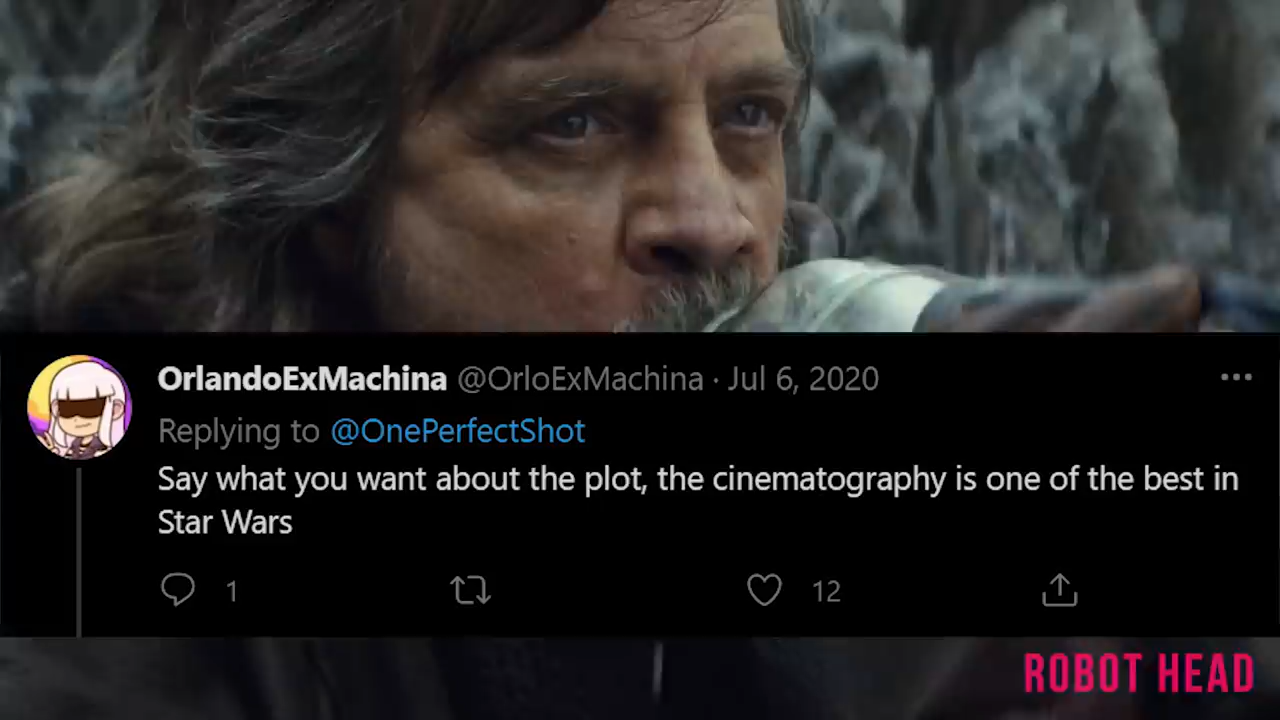 OrlandoExMachina @OrloExMachina · Jul 6, 2020
Replying to @OnePerfectShot
Say what you want about the plot, the cinematography is one of the best in
Star Wars
1 12
ROBOT HEAD